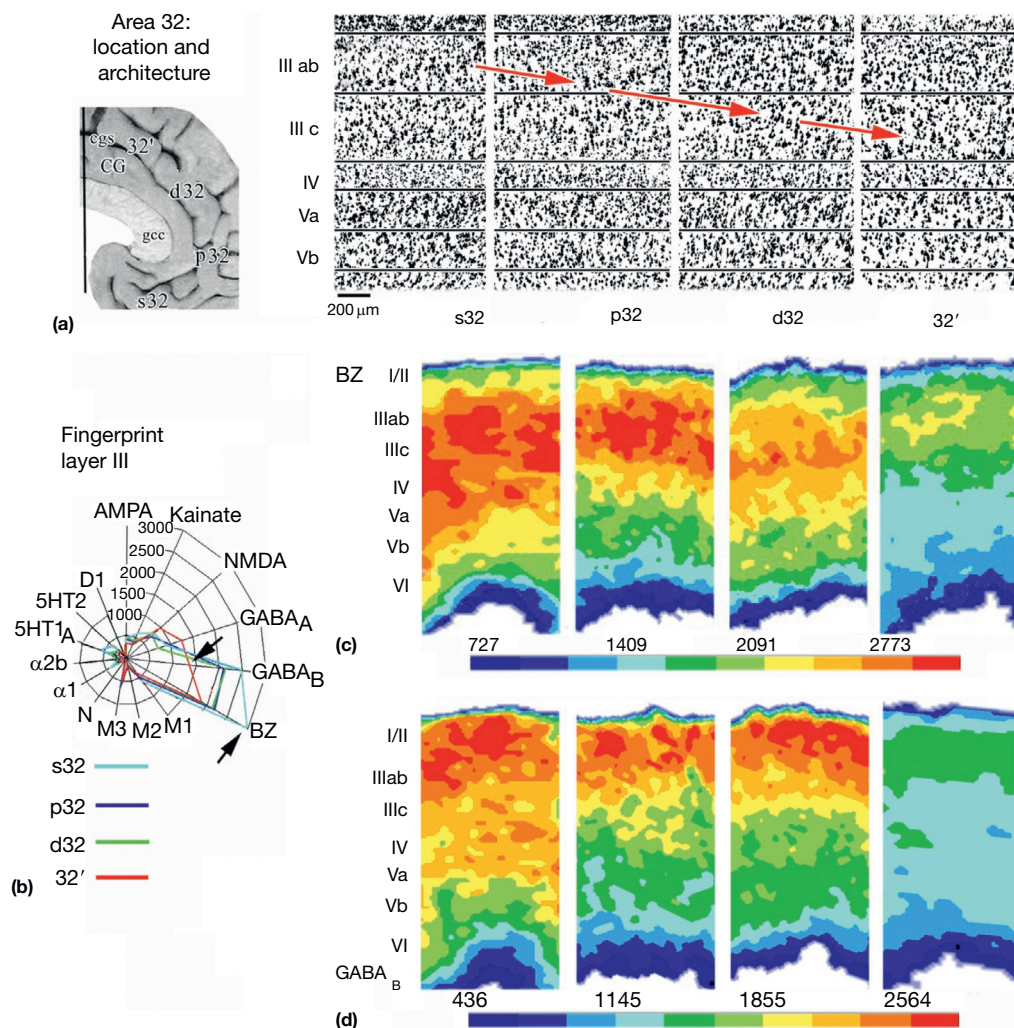 Area 32:
location and
architecture
cgs
32'
CG
d32
gcc
p32
s32
(a)
III ab
III c
IV
Va
Vb
200 µm
s32
p32
d32
32′
Fingerprint
layer III
AMPA
Kainate
NMDA
GABAA
GABAB
BZ
M1
M2
M3
N
α1
α2b
5HT1A
5HT2
D1
3000
2500
2000
1000
s32
p32
d32
32′
(b)
BZ
I/II
IIIab
IIIc
IV
Va
Vb
VI
(c)
727
1409
2091
2773
I/II
IIIab
IIIc
IV
Va
Vb
VI
GABA B
436
1145
1855
2564
(d)